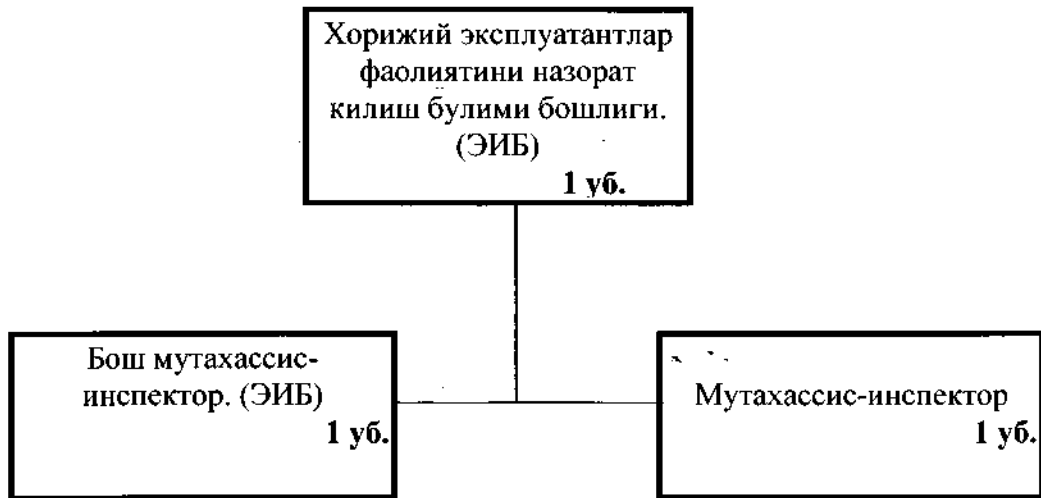 Хорижий эксплуатантлар
фаолиятини назорат
килиш булими бошлиги.
(ЭИБ)
1 уб.
Бош мутахассис-
инспектор. (ЭИБ)
1 уб.
Мутахассис-инспектор
1 уб.